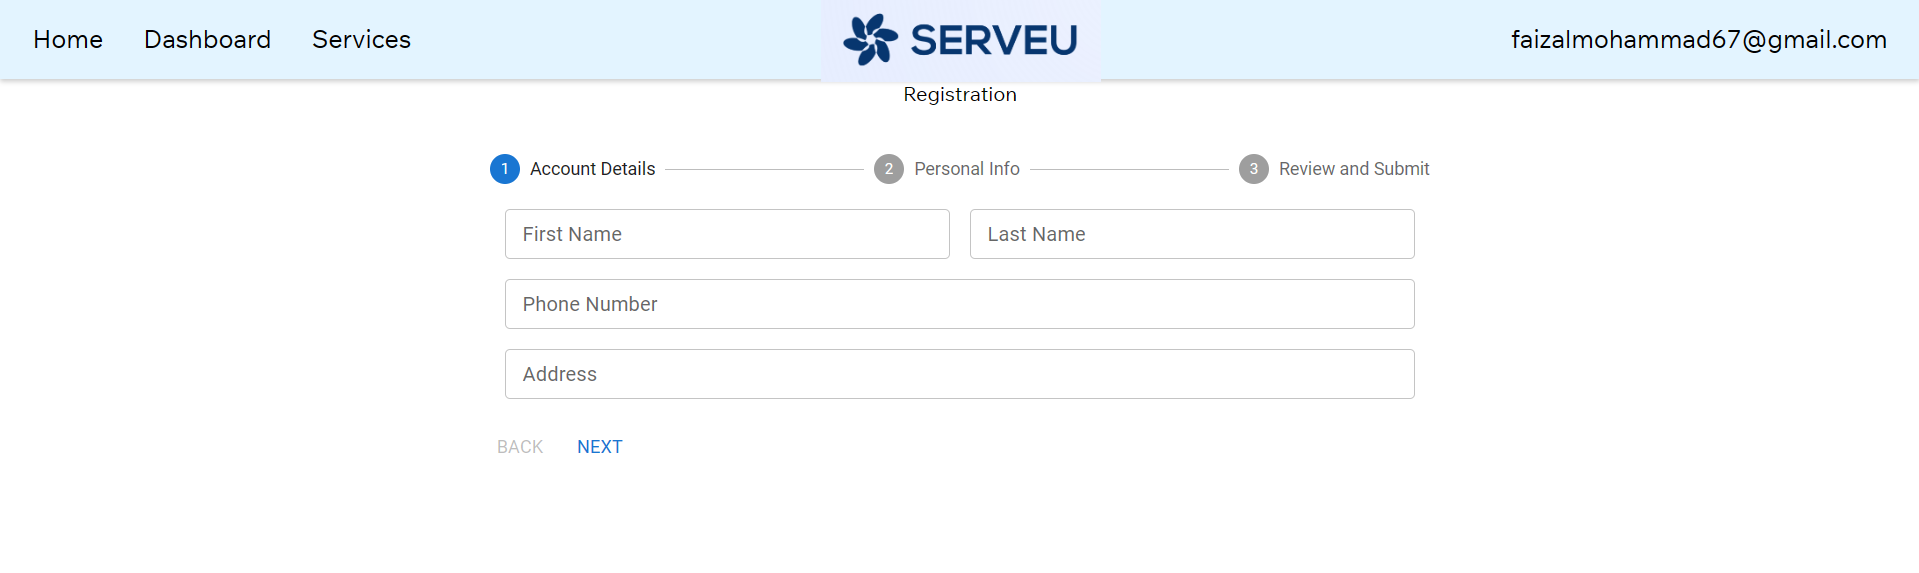 Home Dashboard Services SERVEU faizalmohammad67@gmail.com
Registration
1 Account Details 2 Personal Info 3 Review and Submit
First Name Last Name
Phone Number
Address
BACK NEXT